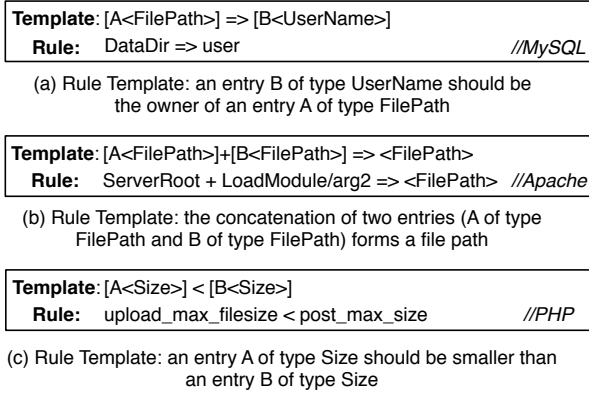 Template: [A<FilePath>] => [B<UserName>]
Rule: DataDir => user //MySQL
(a) Rule Template: an entry B of type UserName should be
the owner of an entry A of type FilePath
Template: [A<FilePath>]+[B<FilePath>] => <FilePath>
Rule: ServerRoot + LoadModule/arg2 => <FilePath> //Apache
(b) Rule Template: the concatenation of two entries (A of type
FilePath and B of type FilePath) forms a file path
Template: [A<Size>] < [B<Size>]
Rule: upload_max_filesize < post_max_size //PHP
(c) Rule Template: an entry A of type Size should be smaller than
an entry B of type Size